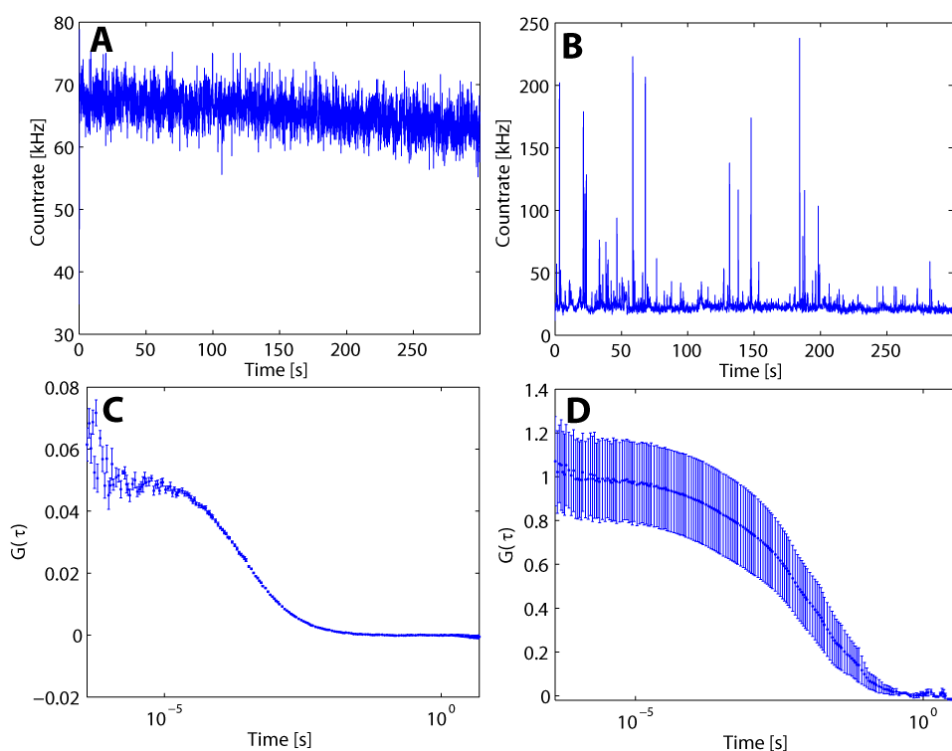 A
Countrate [kHz]
80
70
60
50
40
30
0 50 100 150 200 250
Time [s]
B
Countrate [kHz]
250
200
150
100
50
0
0 50 100 150 200 250
Time [s]
C
G( τ)
0.08
0.06
0.04
0.02
0
−0.02
10⁻⁵ 10⁰
Time [s]
D
G( τ)
1.4
1.2
1
0.8
0.6
0.4
0.2
0
10⁻⁵ 10⁰
Time [s]